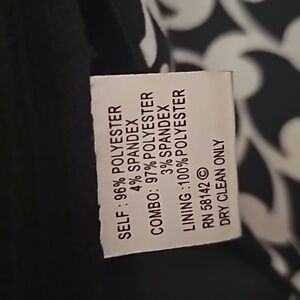 SELF : 96% POLYESTER
4% SPANDEX
COMBO: 97% POLYESTER
3% SPANDEX
LINING :100% POLYESTER
RN 58142 ©
DRY CLEAN ONLY